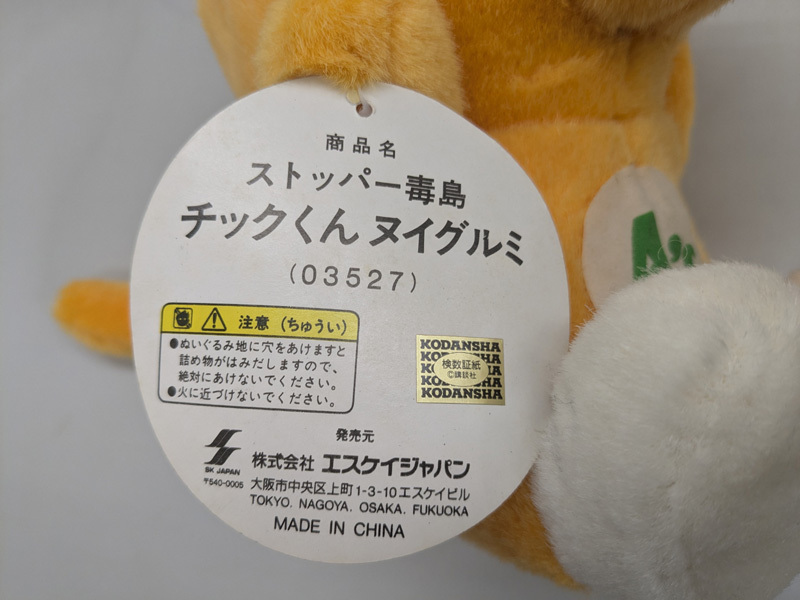 商品名
ストッパー毒島
チックくん ヌイグルミ
(03527)
注意 (ちゅうい)
●ぬいぐるみ地に穴をあけますと
詰め物がはみだしますので、
絶対にあけないでください。
●火に近づけないでください。
KODANSHA
検数証紙
©講談社
KODANSHA
発売元
SK JAPAN
株式会社 エスケイジャパン
〒540-0005 大阪市中央区上町1-3-10エスケイビル
TOKYO. NAGOYA. OSAKA. FUKUOKA
MADE IN CHINA